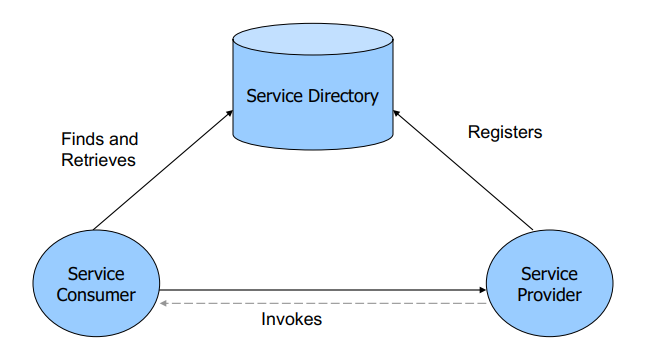 Service Directory
Finds and
Retrieves
Registers
Service
Consumer
Service
Provider
Invokes